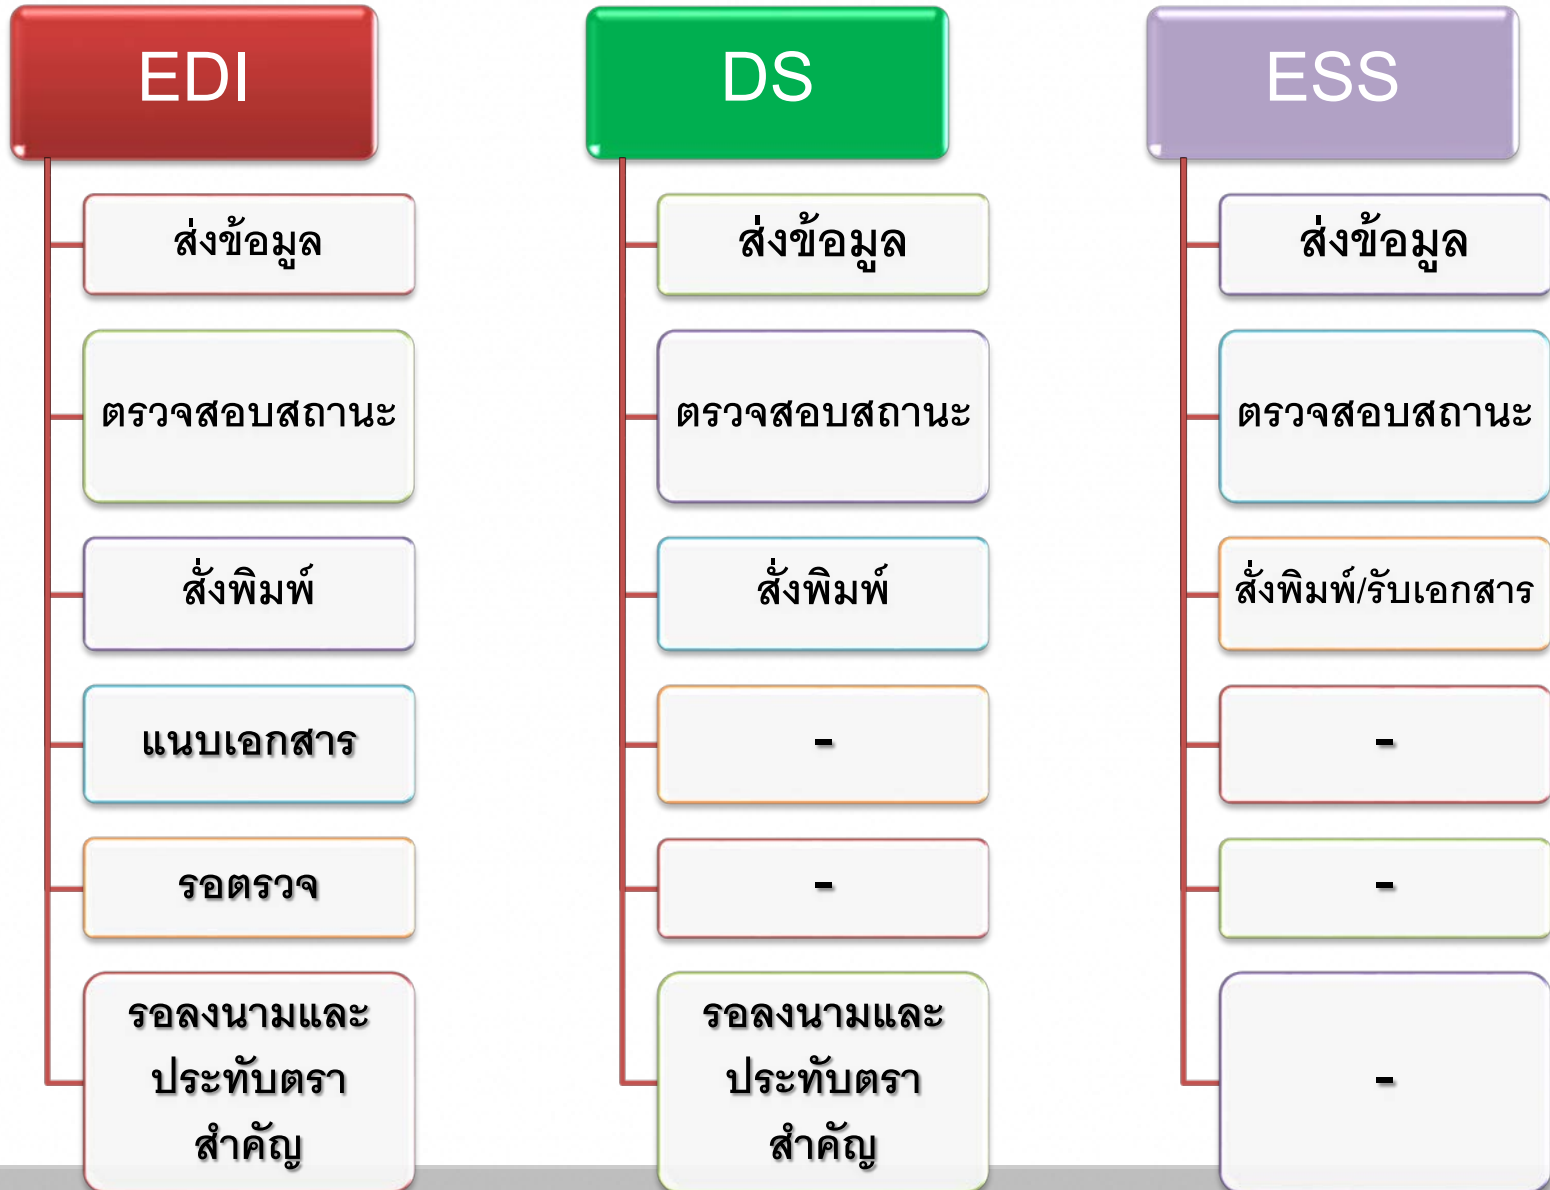 EDI
ส่งข้อมูล
ตรวจสอบสถานะ
สั่งพิมพ์
แนบเอกสาร
รอตรวจ
รอลงนามและ
ประทับตรา
สำคัญ
DS
ส่งข้อมูล
ตรวจสอบสถานะ
สั่งพิมพ์
-
-
รอลงนามและ
ประทับตรา
สำคัญ
ESS
ส่งข้อมูล
ตรวจสอบสถานะ
สั่งพิมพ์/รับเอกสาร
-
-
-